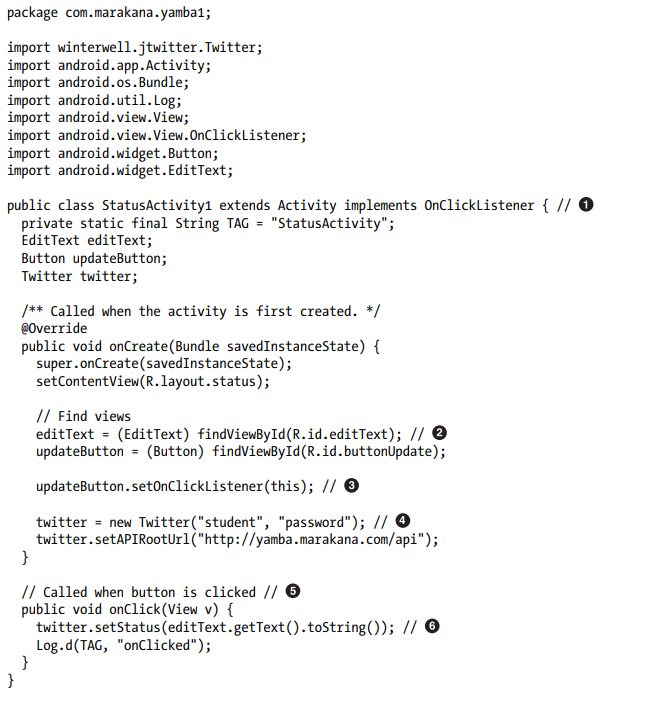 package com.marakana.yamba1;
import winterwell.jtwitter.Twitter;
import android.app.Activity;
import android.os.Bundle;
import android.util.Log;
import android.view.View;
import android.view.View.OnClickListener;
import android.widget.Button;
import android.widget.EditText;
public class StatusActivity1 extends Activity implements OnClickListener { // ❶
  private static final String TAG = "StatusActivity";
  EditText editText;
  Button updateButton;
  Twitter twitter;
  /** Called when the activity is first created. */
  @Override
  public void onCreate(Bundle savedInstanceState) {
    super.onCreate(savedInstanceState);
    setContentView(R.layout.status);
    // Find views
    editText = (EditText) findViewById(R.id.editText); // ❷
    updateButton = (Button) findViewById(R.id.buttonUpdate);
    updateButton.setOnClickListener(this); // ❸
    twitter = new Twitter("student", "password"); // ❹
    twitter.setAPIRootUrl("http://yamba.marakana.com/api");
  }
  // Called when button is clicked // ❺
  public void onClick(View v) {
    twitter.setStatus(editText.getText().toString()); // ❻
    Log.d(TAG, "onClicked");
  }
}